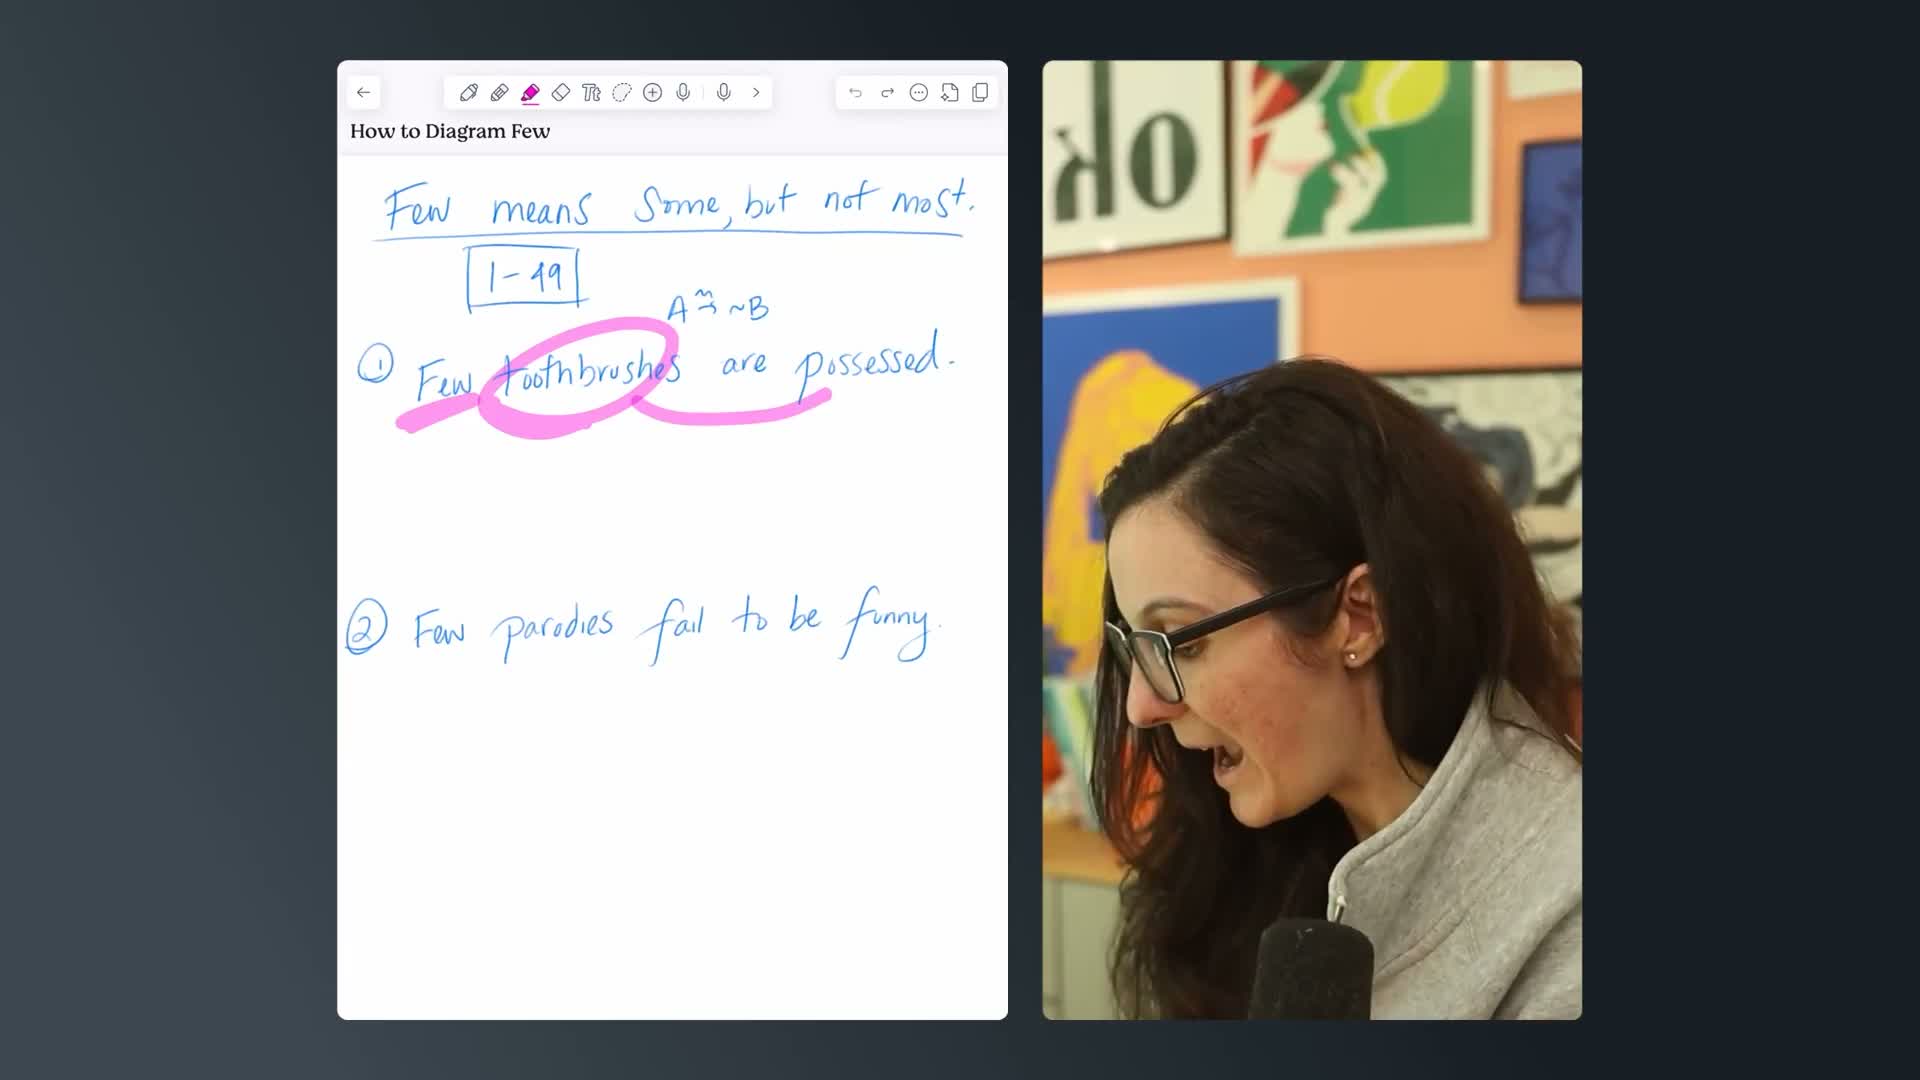 How to Diagram Few
Few means some, but not most.
1-49
A m→ ~B
① Few toothbrushes are possessed.
② Few parodies fail to be funny.
ok